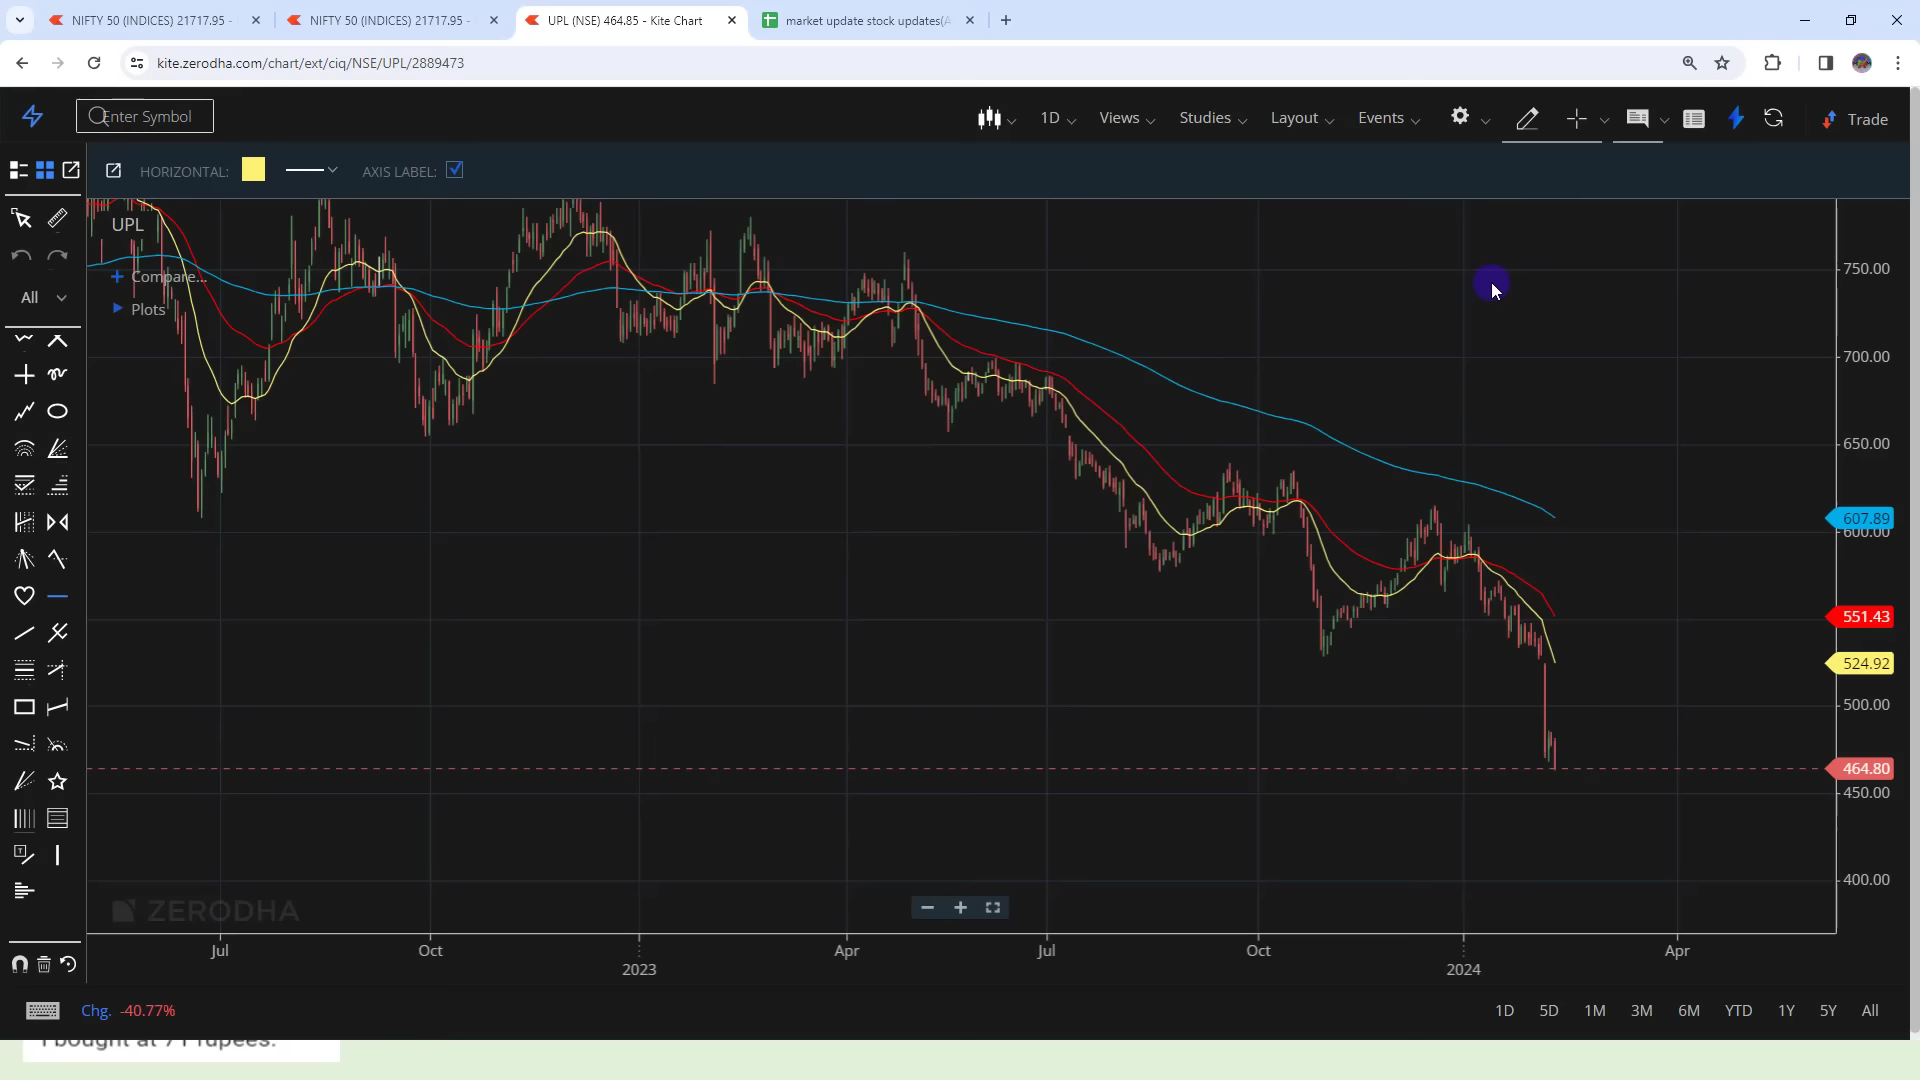 NIFTY 50 (INDICES) 21717.95 -
NIFTY 50 (INDICES) 21717.95 -
UPL (NSE) 464.85 - Kite Chart
market update stock updates(
kite.zerodha.com/chart/ext/ciq/NSE/UPL/2889473
Enter Symbol
1D
Views
Studies
Layout
Events
Trade
HORIZONTAL:
AXIS LABEL:
UPL
Compare...
Plots
All
750.00
700.00
650.00
607.89
600.00
551.43
524.92
500.00
464.80
450.00
400.00
ZERODHA
Jul
Oct
2023
Apr
Jul
Oct
2024
Apr
Chg. -40.77%
1D 5D 1M 3M 6M YTD 1Y 5Y All
I bought at 71 rupees.